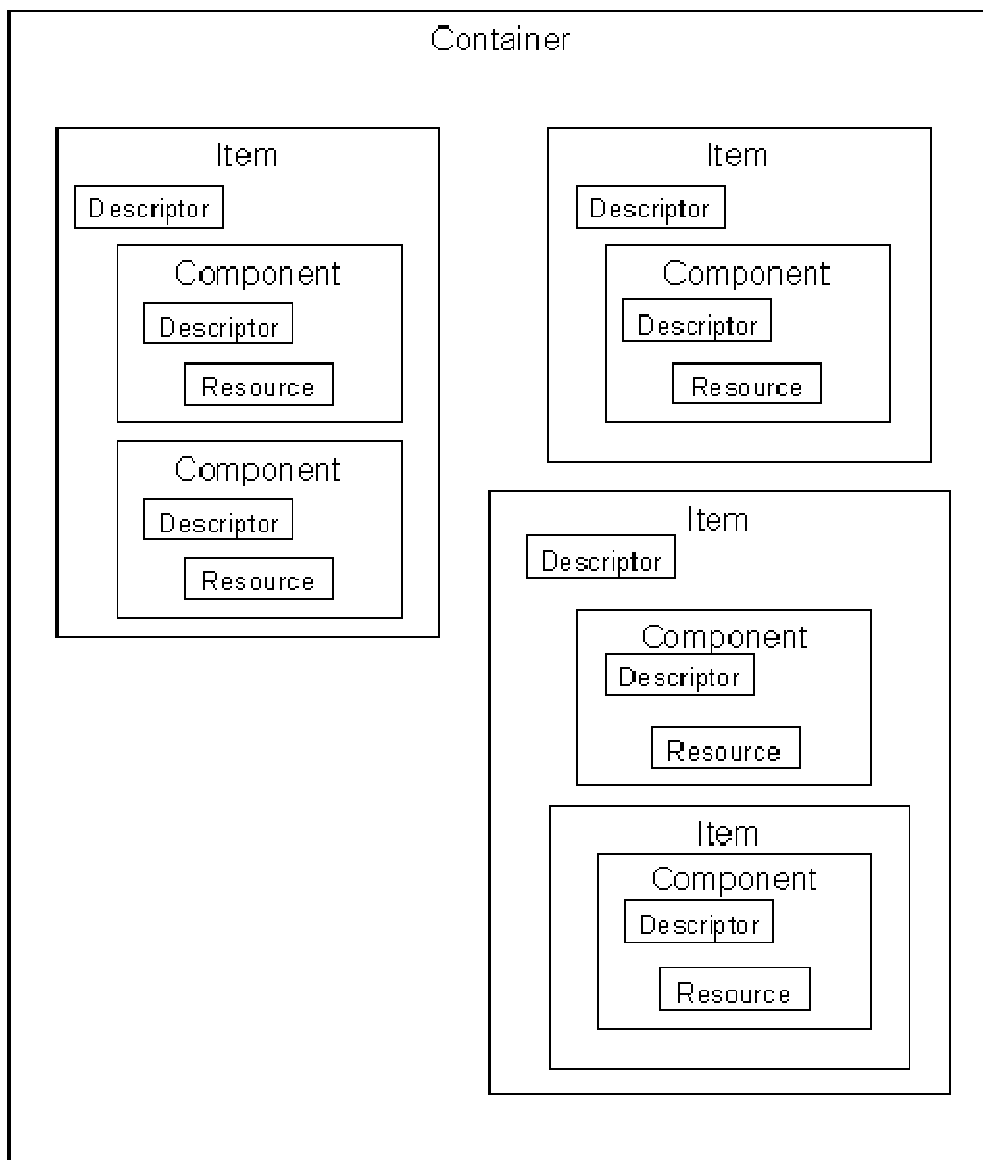 Container
Item
Descriptor
Component
Descriptor
Resource
Component
Descriptor
Resource
Item
Descriptor
Component
Descriptor
Resource
Item
Descriptor
Component
Descriptor
Resource
Item
Component
Descriptor
Resource